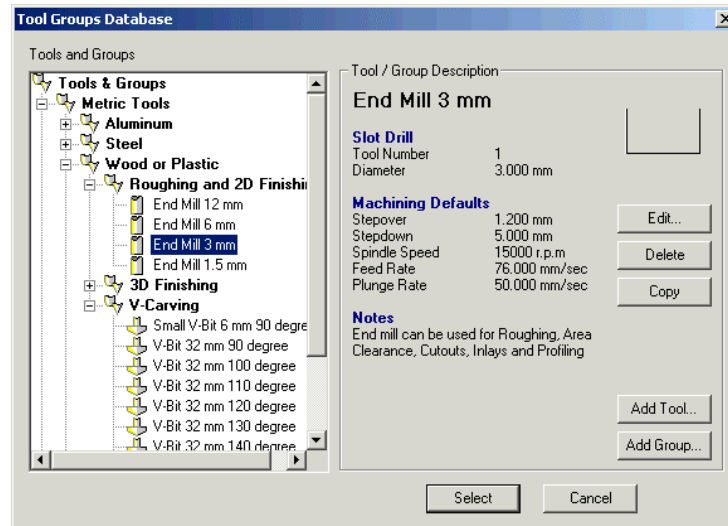 Tool Groups Database
Tools and Groups
Tools & Groups
Metric Tools
Aluminum
Steel
Wood or Plastic
Roughing and 2D Finishi
End Mill 12 mm
End Mill 6 mm
End Mill 3 mm
End Mill 1.5 mm
3D Finishing
V-Carving
Small V-Bit 6 mm 90 degre
V-Bit 32 mm 90 degree
V-Bit 32 mm 100 degree
V-Bit 32 mm 110 degree
V-Bit 32 mm 120 degree
V-Bit 32 mm 130 degree
V-Bit 32 mm 140 degree
Tool / Group Description
End Mill 3 mm
Slot Drill
Tool Number 1
Diameter 3.000 mm
Machining Defaults
Stepover 1.200 mm
Stepdown 5.000 mm
Spindle Speed 15000 r.p.m
Feed Rate 76.000 mm/sec
Plunge Rate 50.000 mm/sec
Notes
End mill can be used for Roughing, Area
Clearance, Cutouts, Inlays and Profiling
Edit...
Delete
Copy
Add Tool...
Add Group...
Select
Cancel